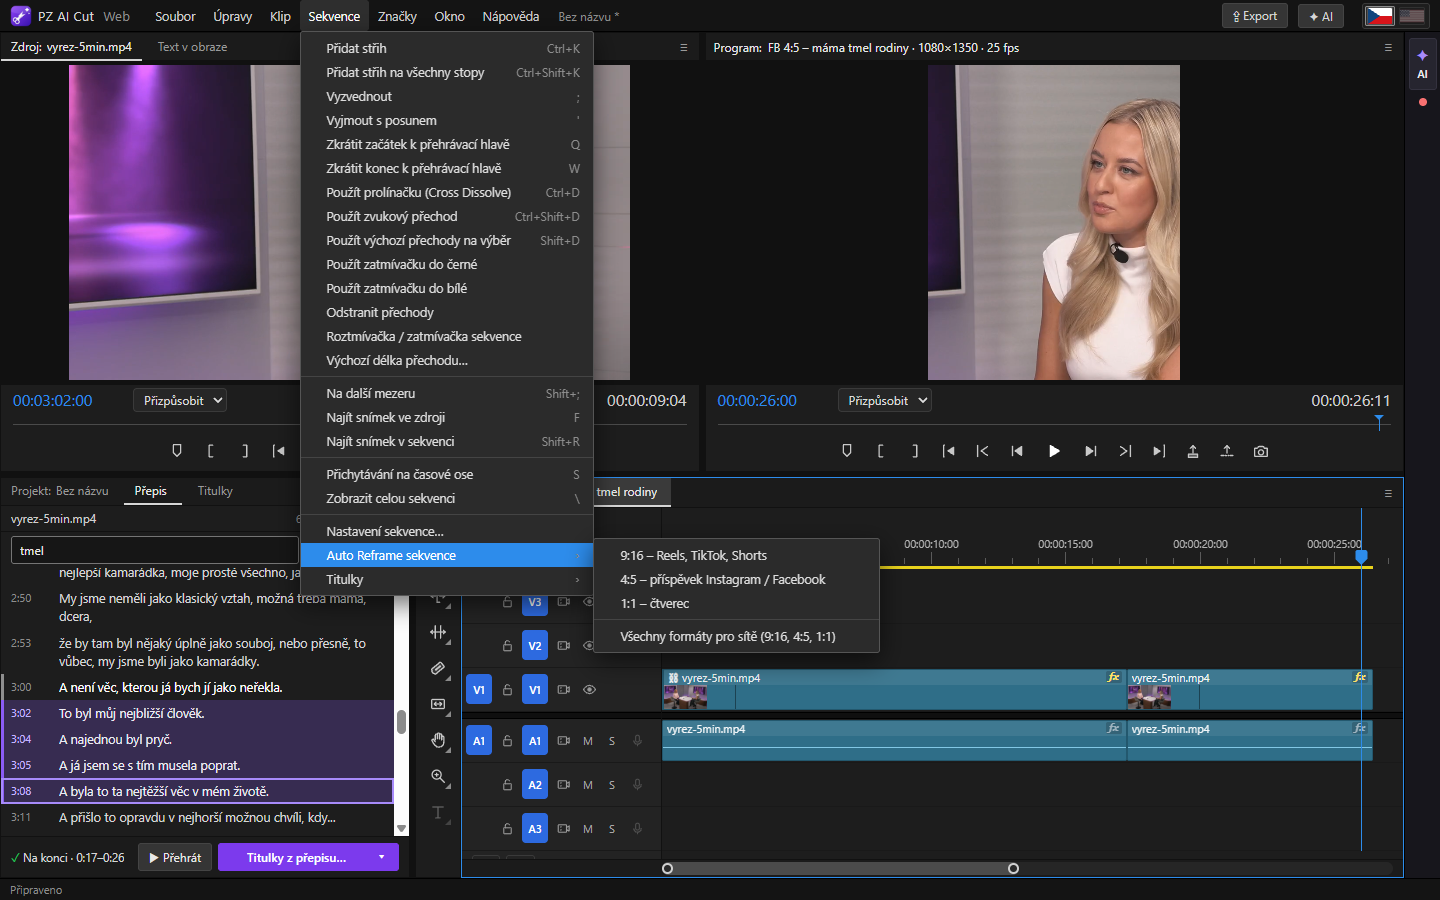 PZ AI Cut Web Soubor Úpravy Klip Sekvence Značky Okno Nápověda Bez názvu * Export AI
Zdroj: vyrez-5min.mp4 Text v obraze
Program: FB 4:5 – máma tmel rodiny · 1080×1350 · 25 fps
AI
Přidat střih Ctrl+K
Přidat střih na všechny stopy Ctrl+Shift+K
Vyzvednout ;
Vyjmout s posunem '
Zkrátit začátek k přehrávací hlavě Q
Zkrátit konec k přehrávací hlavě W
Použít prolínačku (Cross Dissolve) Ctrl+D
Použít zvukový přechod Ctrl+Shift+D
Použít výchozí přechody na výběr Shift+D
Použít zatmívačku do černé
Použít zatmívačku do bílé
Odstranit přechody
Roztmívačka / zatmívačka sekvence
Výchozí délka přechodu...
Na další mezeru Shift+;
Najít snímek ve zdroji F
Najít snímek v sekvenci Shift+R
Přichytávání na časové ose S
Zobrazit celou sekvenci \
Nastavení sekvence...
Auto Reframe sekvence
Titulky
9:16 – Reels, TikTok, Shorts
4:5 – příspěvek Instagram / Facebook
1:1 – čtverec
Všechny formáty pro sítě (9:16, 4:5, 1:1)
00:03:02:00 Přizpůsobit 00:00:09:04
00:00:26:00 Přizpůsobit 00:00:26:11
Projekt: Bez názvu Přepis Titulky
vyrez-5min.mp4
tmel
nejlepší kamarádka, moje prostě všechno,
2:50 My jsme neměli jako klasický vztah, možná třeba máma,
dcera,
2:53 že by tam byl nějaký úplně jako souboj, nebo přesně, to
vůbec, my jsme byli jako kamarádky.
3:00 A není věc, kterou já bych jí jako neřekla.
3:02 To byl můj nejbližší člověk.
3:04 A najednou byl pryč.
3:05 A já jsem se s tím musela poprat.
3:08 A byla to ta nejtěžší věc v mém životě.
3:11 A přišlo to opravdu v nejhorší možnou chvíli, kdy...
✓ Na konci · 0:17–0:26 Přehrát Titulky z přepisu...
Připraveno
tmel rodiny
00:00:10:00 00:00:15:00 00:00:20:00 00:00:25:00
V3
V2
V1 V1 vyrez-5min.mp4 fx vyrez-5min.mp4 fx
A1 A1 M S vyrez-5min.mp4 fx vyrez-5min.mp4 fx
A2 M S
A3 M S